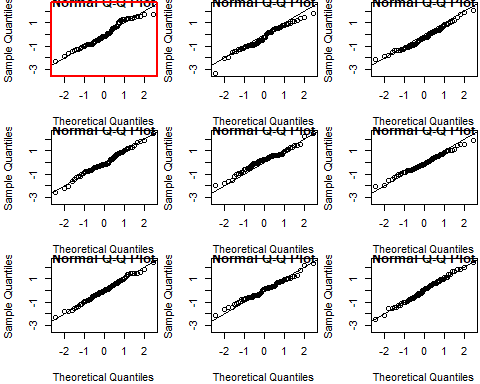 Normal Q-Q Plot Normal Q-Q Plot Normal Q-Q Plot
Sample Quantiles Sample Quantiles Sample Quantiles
1 1 1
-1 -1 -1
-3 -3 -3
-2 -1 0 1 2 -2 -1 0 1 2 -2 -1 0 1 2
Theoretical Quantiles Theoretical Quantiles Theoretical Quantiles
Normal Q-Q Plot Normal Q-Q Plot Normal Q-Q Plot
Sample Quantiles Sample Quantiles Sample Quantiles
1 1 1
-1 -1 -1
-3 -3 -3
-2 -1 0 1 2 -2 -1 0 1 2 -2 -1 0 1 2
Theoretical Quantiles Theoretical Quantiles Theoretical Quantiles
Normal Q-Q Plot Normal Q-Q Plot Normal Q-Q Plot
Sample Quantiles Sample Quantiles Sample Quantiles
1 1 1
-1 -1 -1
-3 -3 -3
-2 -1 0 1 2 -2 -1 0 1 2 -2 -1 0 1 2
Theoretical Quantiles Theoretical Quantiles Theoretical Quantiles